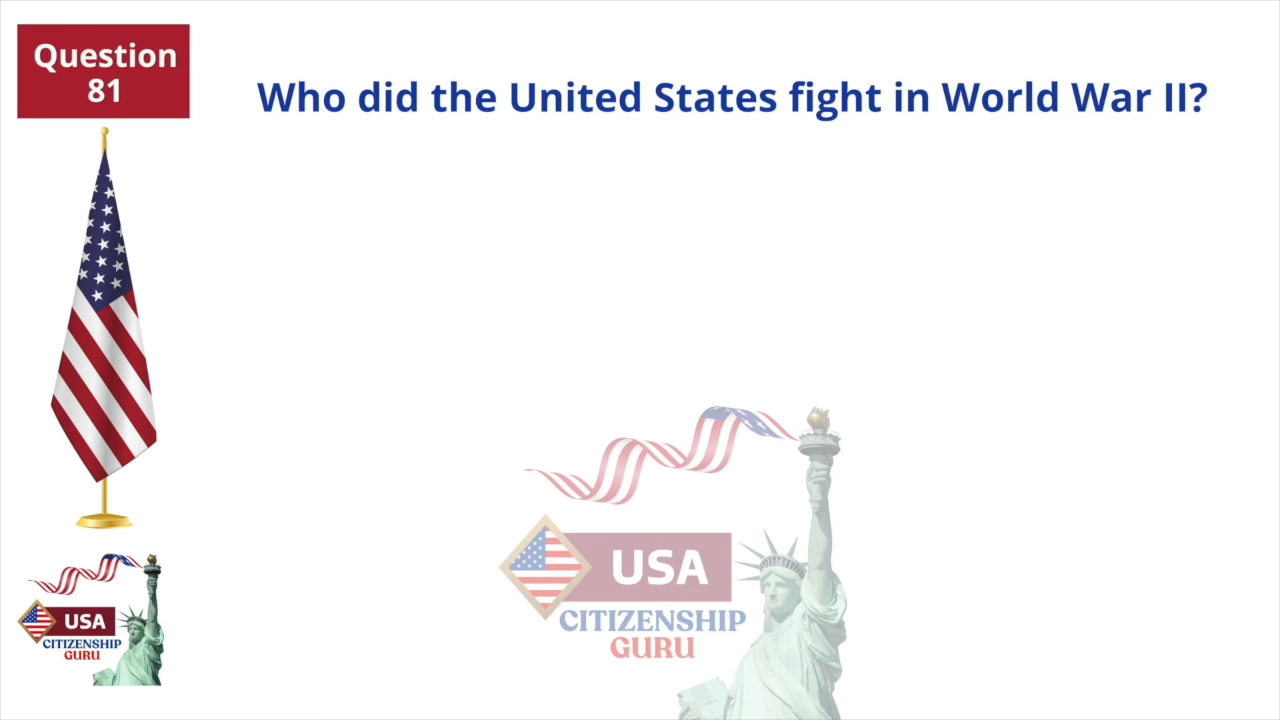 Question
81
Who did the United States fight in World War II?
USA
CITIZENSHIP
GURU
USA
CITIZENSHIP
GURU